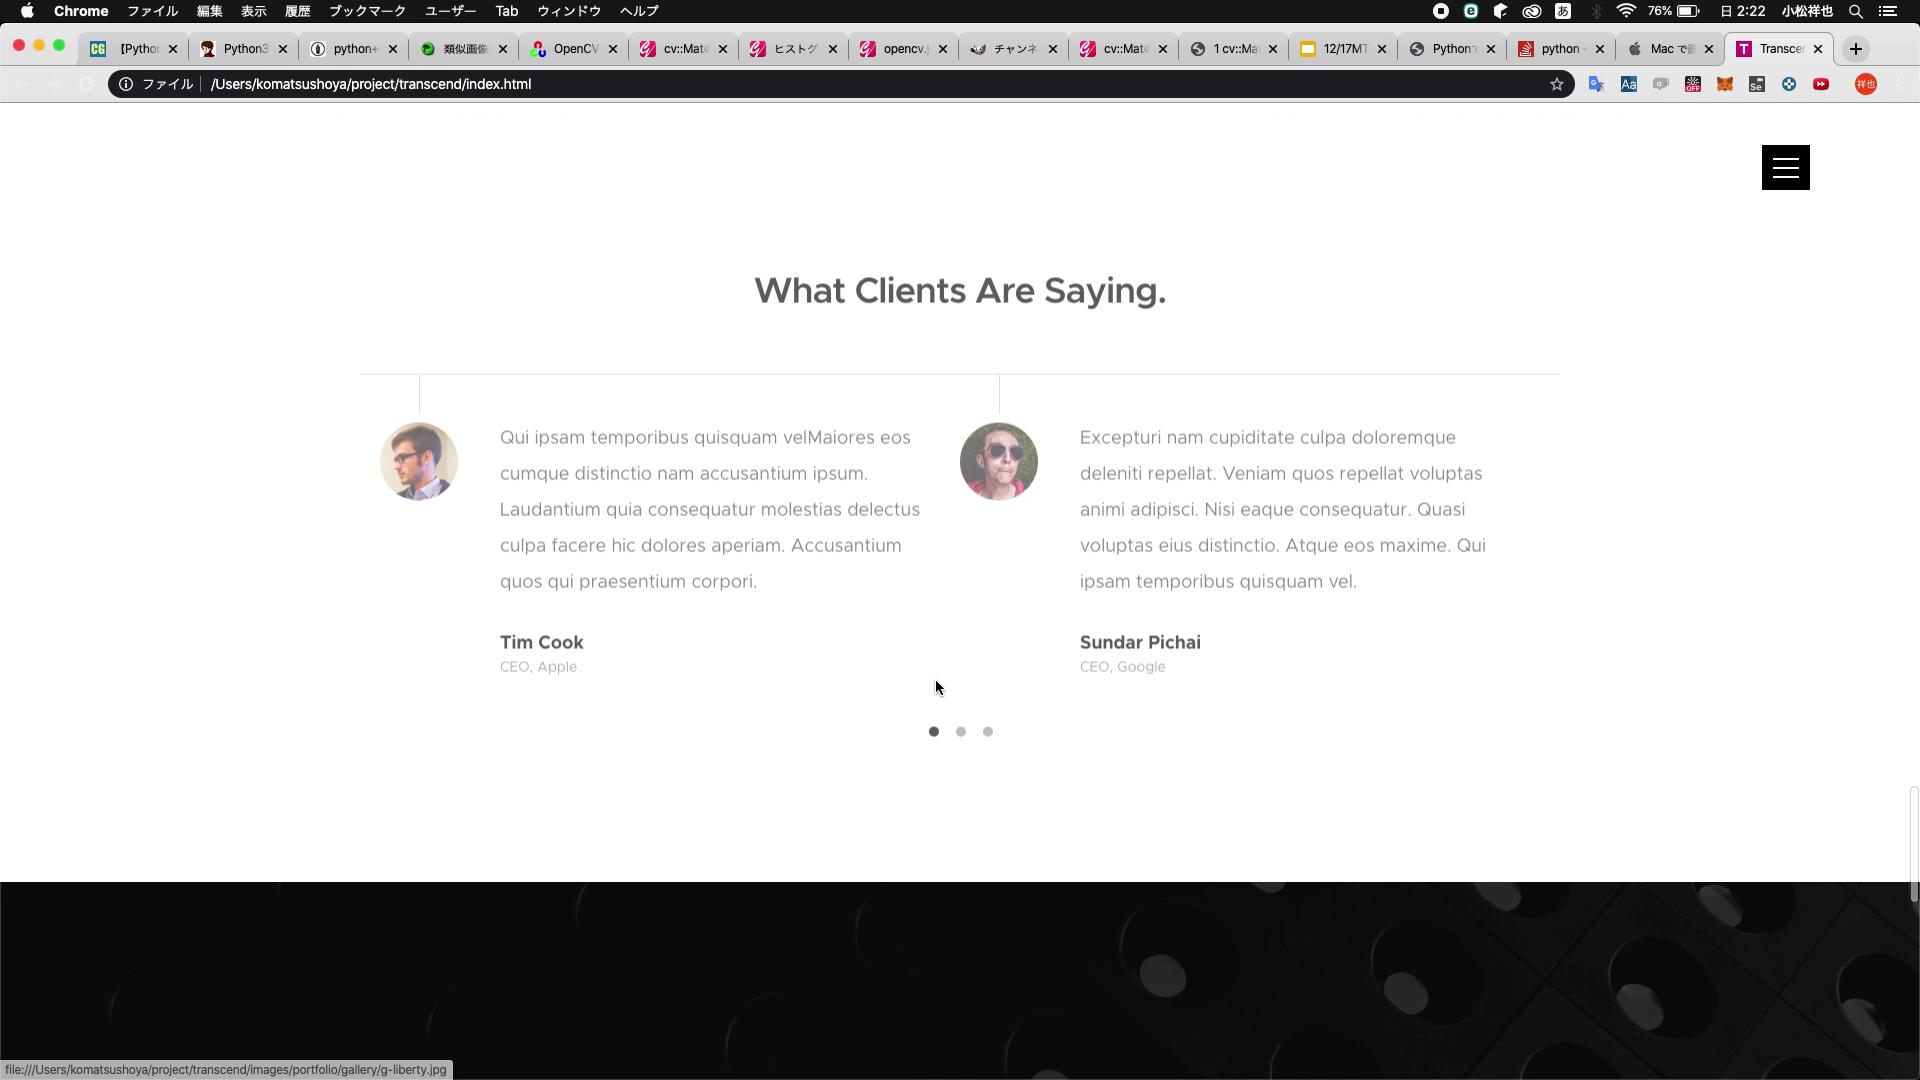 Chrome ファイル 編集 表示 履歴 ブックマーク ユーザー Tab ウィンドウ ヘルプ 76% 日 2:22 小松祥也
【Pytho Python3 python+ 類似画像 OpenCV cv::Mat ヒストグ opencv. チャンネ cv::Mat 1 cv::Ma 12/17MT Python python - Mac で Transce
ファイル /Users/komatsushoya/project/transcend/index.html
What Clients Are Saying.
Qui ipsam temporibus quisquam velMaiores eos
cumque distinctio nam accusantium ipsum.
Laudantium quia consequatur molestias delectus
culpa facere hic dolores aperiam. Accusantium
quos qui praesentium corpori.
Tim Cook
CEO, Apple
Excepturi nam cupiditate culpa doloremque
deleniti repellat. Veniam quos repellat voluptas
animi adipisci. Nisi eaque consequatur. Quasi
voluptas eius distinctio. Atque eos maxime. Qui
ipsam temporibus quisquam vel.
Sundar Pichai
CEO, Google
file:///Users/komatsushoya/project/transcend/images/portfolio/gallery/g-liberty.jpg